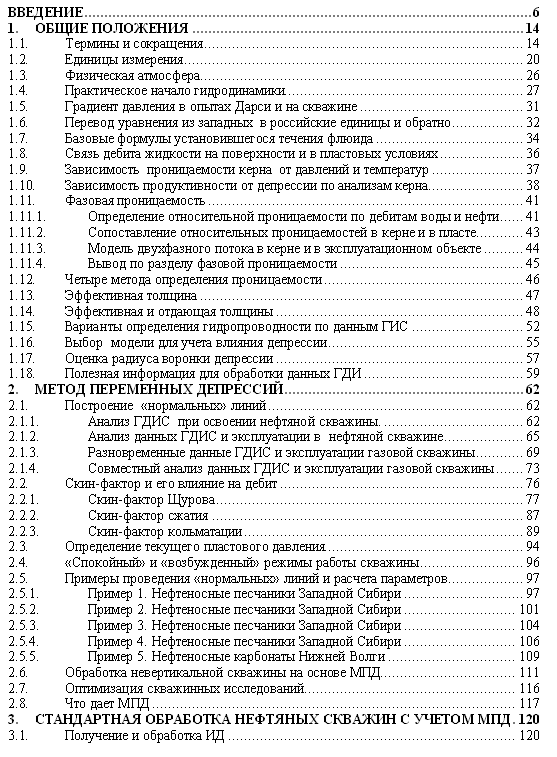 ВВЕДЕНИЕ 6
1. ОБЩИЕ ПОЛОЖЕНИЯ 14
1.1. Термины и сокращения 14
1.2. Единицы измерения 20
1.3. Физическая атмосфера 26
1.4. Практическое начало гидродинамики 27
1.5. Градиент давления в опытах Дарси и на скважине 31
1.6. Перевод уравнения из западных в российские единицы и обратно 32
1.7. Базовые формулы установившегося течения флюида 34
1.8. Связь дебита жидкости на поверхности и в пластовых условиях 36
1.9. Зависимость проницаемости керна от давлений и температур 37
1.10. Зависимость продуктивности от депрессии по анализам керна 38
1.11. Фазовая проницаемость 41
1.11.1. Определение относительной проницаемости по дебитам воды и нефти 41
1.11.2. Сопоставление относительных проницаемостей в керне и в пласте 43
1.11.3. Модель двухфазного потока в керне и в эксплуатационном объекте 44
1.11.4. Вывод по разделу фазовой проницаемости 45
1.12. Четыре метода определения проницаемости 46
1.13. Эффективная толщина 47
1.14. Эффективная и отдающая толщины 48
1.15. Варианты определения гидропроводности по данным ГИС 52
1.16. Выбор модели для учета влияния депрессии 55
1.17. Оценка радиуса воронки депрессии 57
1.18. Полезная информация для обработки данных ГДИ 59
2. МЕТОД ПЕРЕМЕННЫХ ДЕПРЕССИЙ 62
2.1. Построение «нормальных» линий 62
2.1.1. Анализ ГДИС при освоении нефтяной скважины 62
2.1.2. Анализ данных ГДИС и эксплуатации в нефтяной скважине 65
2.1.3. Разновременные данные ГДИС и эксплуатации газовой скважины 69
2.1.4. Совместный анализ данных ГДИС и эксплуатации газовой скважины 73
2.2. Скин-фактор и его влияние на дебит 76
2.2.1. Скин-фактор Щурова 77
2.2.2. Скин-фактор сжатия 87
2.2.3. Скин-фактор кольматации 89
2.3. Определение текущего пластового давления 94
2.4. «Спокойный» и «возбужденный» режимы работы скважины 96
2.5. Примеры проведения «нормальных» линий и расчета параметров 97
2.5.1. Пример 1. Нефтеносные песчаники Западной Сибири 97
2.5.2. Пример 2. Нефтеносные песчаники Западной Сибири 101
2.5.3. Пример 3. Нефтеносные песчаники Западной Сибири 104
2.5.4. Пример 4. Нефтеносные песчаники Западной Сибири 106
2.5.5. Пример 5. Нефтеносные карбонаты Нижней Волги 109
2.6. Обработка невертикальной скважины на основе МПД 111
2.7. Оптимизация скважинных исследований 116
2.8. Что дает МПД 117
3. СТАНДАРТНАЯ ОБРАБОТКА НЕФТЯНЫХ СКВАЖИН С УЧЕТОМ МПД 120
3.1. Получение и обработка ИД 120